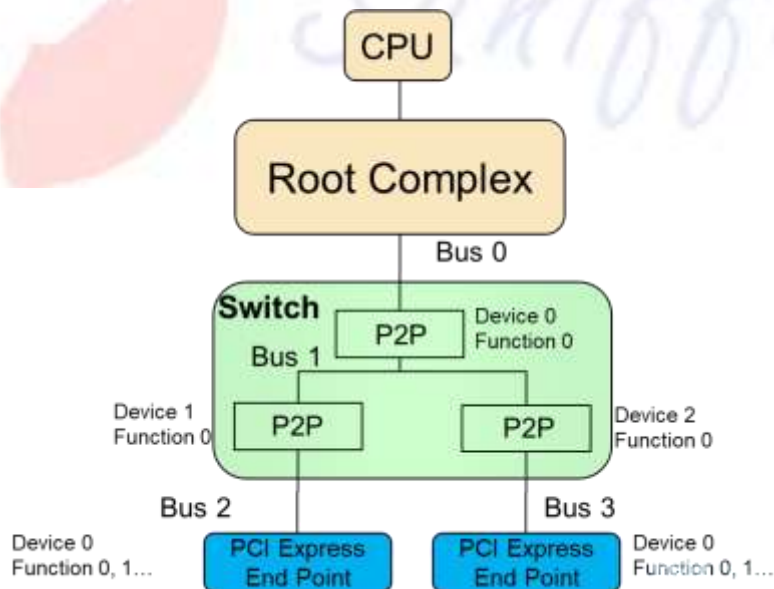 CPU
Root Complex
Bus 0
Switch
P2P
Device 0
Function 0
Bus 1
Device 1
Function 0
P2P
P2P
Device 2
Function 0
Bus 2
Bus 3
Device 0
Function 0, 1...
PCI Express
End Point
PCI Express
End Point
Device 0
Function 0, 1...